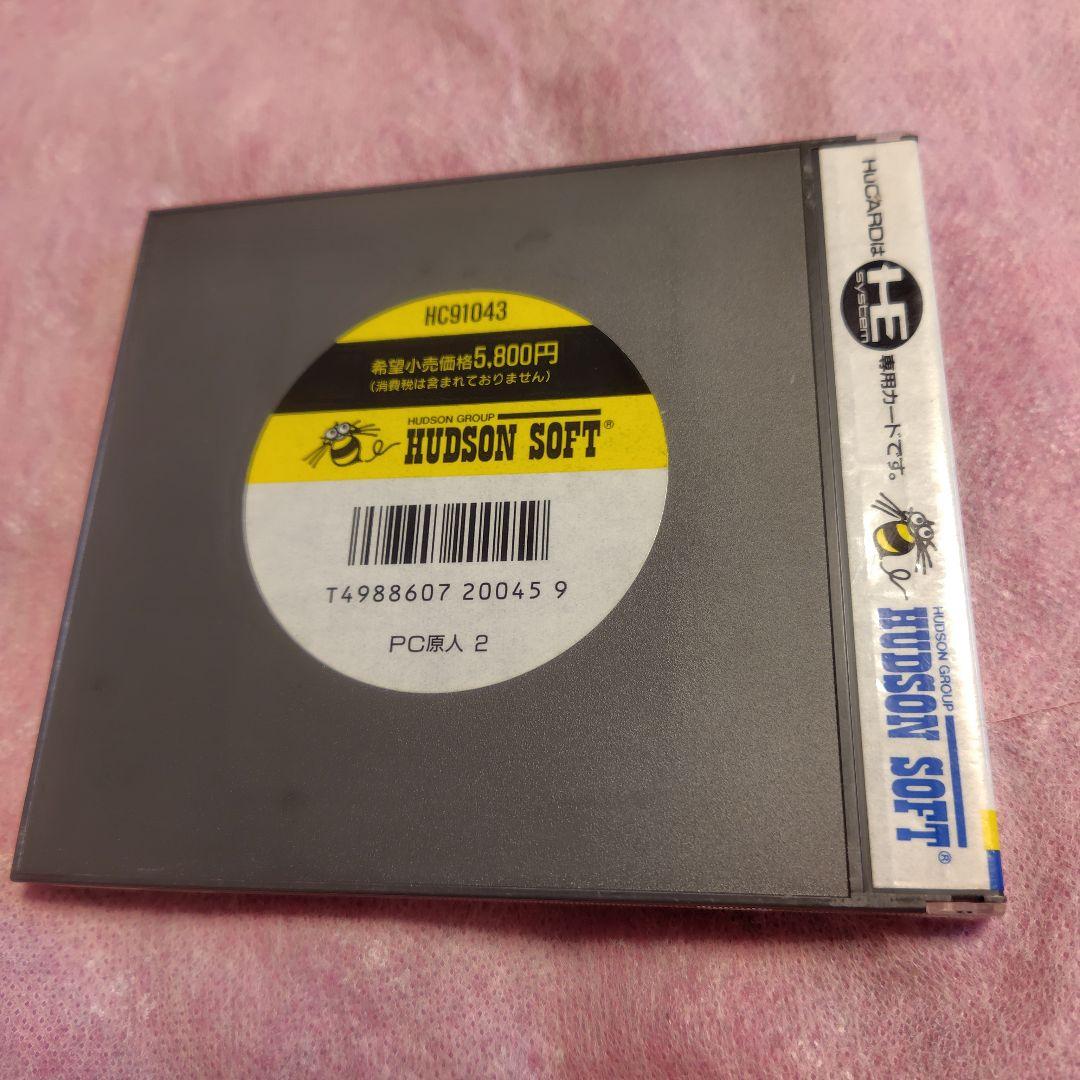 HC91043
希望小売価格5,800円
(消費税は含まれておりません)
HUDSON GROUP
HUDSON SOFT®
T4988607 20045 9
PC原人 2
HuCARDは
HE
system
専用カードです。
HUDSON GROUP
HUDSON SOFT®